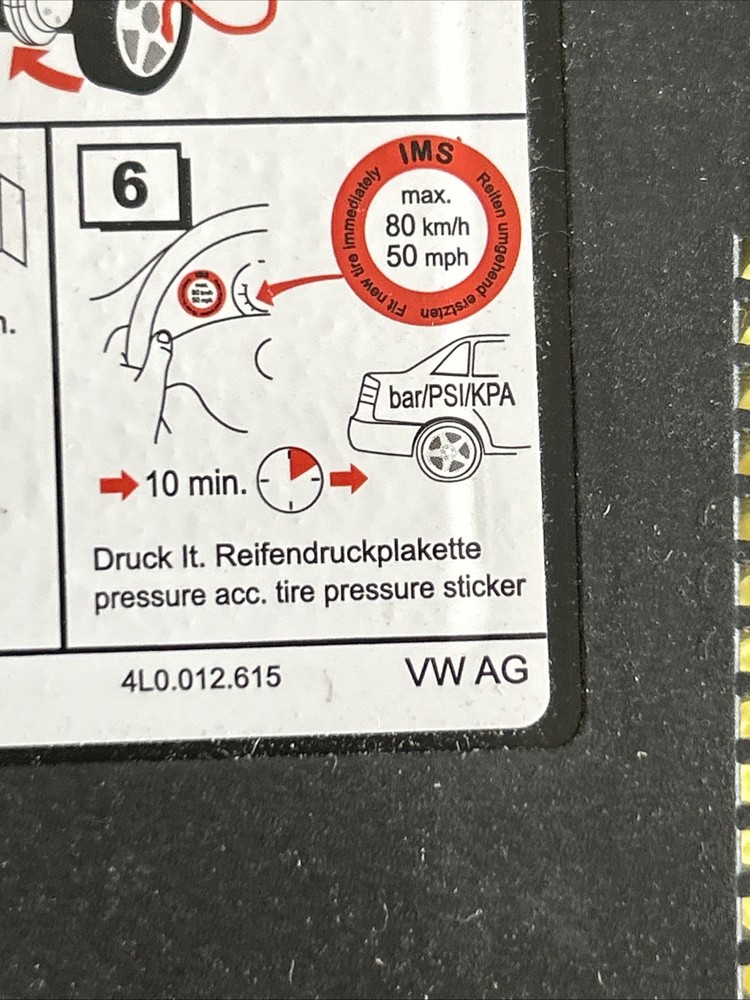 n.
6
IMS
max.
80 km/h
50 mph
Reifen umgehend ersetzten
Fit new tire immediately
bar/PSI/KPA
10 min.
Druck lt. Reifendruckplakette
pressure acc. tire pressure sticker
4L0.012.615
VW AG